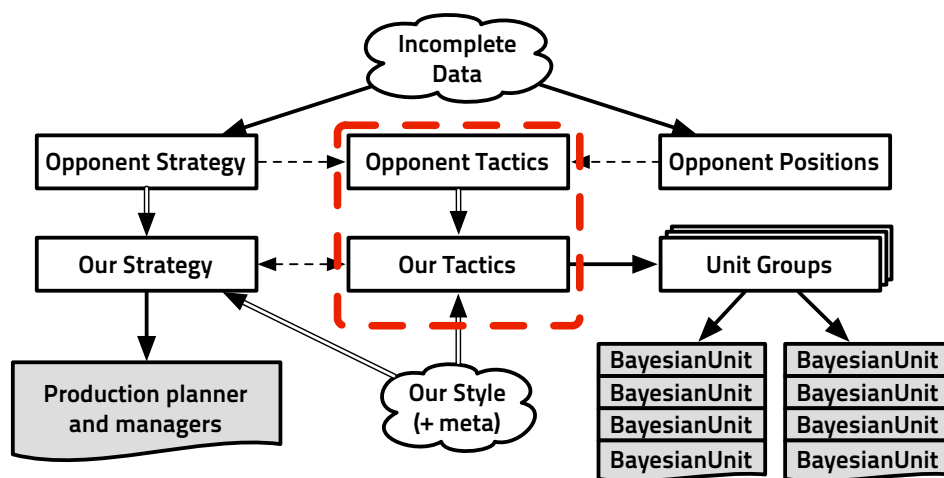 Incomplete
Data
Opponent Strategy
Opponent Tactics
Opponent Positions
Our Strategy
Our Tactics
Unit Groups
Production planner
and managers
Our Style
(+ meta)
BayesianUnit
BayesianUnit
BayesianUnit
BayesianUnit
BayesianUnit
BayesianUnit
BayesianUnit
BayesianUnit